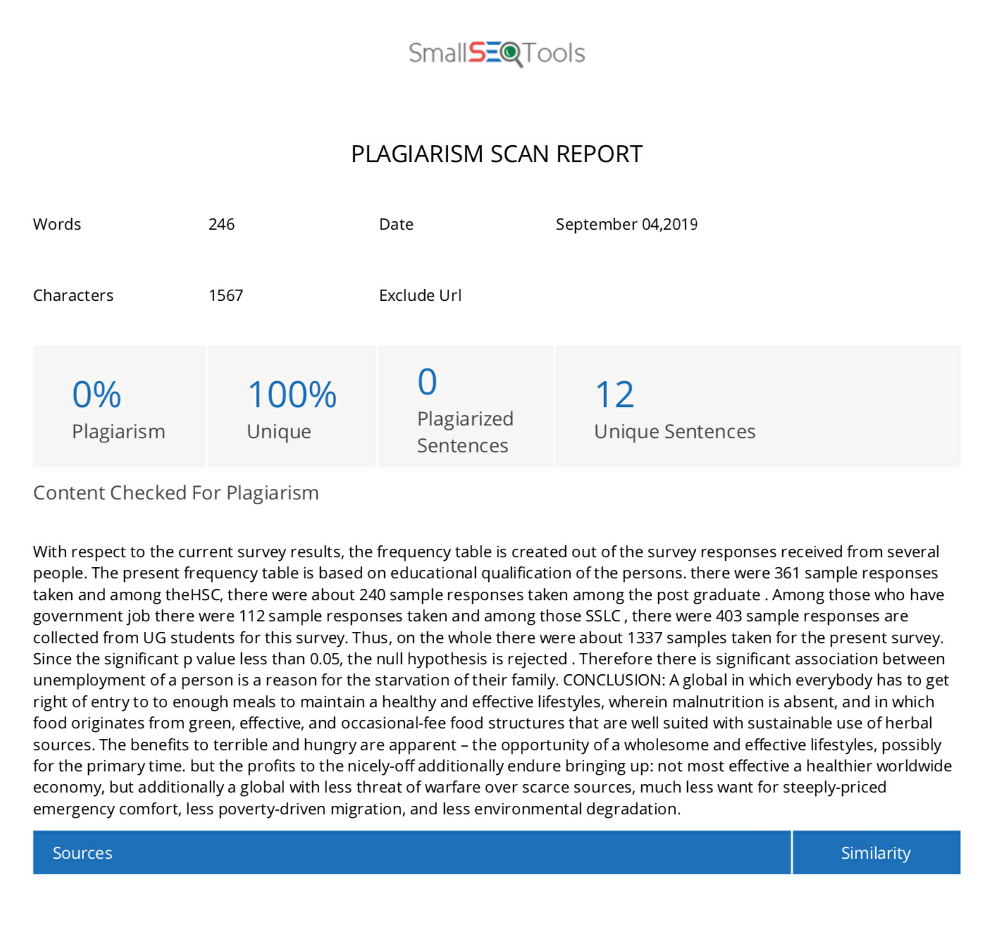 SmallSEOTools
PLAGIARISM SCAN REPORT
Words 246 Date September 04,2019
Characters 1567 Exclude Url
0% Plagiarism
100% Unique
0 Plagiarized Sentences
12 Unique Sentences
Content Checked For Plagiarism
With respect to the current survey results, the frequency table is created out of the survey responses received from several
people. The present frequency table is based on educational qualification of the persons. there were 361 sample responses
taken and among theHSC, there were about 240 sample responses taken among the post graduate . Among those who have
government job there were 112 sample responses taken and among those SSLC , there were 403 sample responses are
collected from UG students for this survey. Thus, on the whole there were about 1337 samples taken for the present survey.
Since the significant p value less than 0.05, the null hypothesis is rejected . Therefore there is significant association between
unemployment of a person is a reason for the starvation of their family. CONCLUSION: A global in which everybody has to get
right of entry to to enough meals to maintain a healthy and effective lifestyles, wherein malnutrition is absent, and in which
food originates from green, effective, and occasional-fee food structures that are well suited with sustainable use of herbal
sources. The benefits to terrible and hungry are apparent – the opportunity of a wholesome and effective lifestyles, possibly
for the primary time. but the profits to the nicely-off additionally endure bringing up: not most effective a healthier worldwide
economy, but additionally a global with less threat of warfare over scarce sources, much less want for steeply-priced
emergency comfort, less poverty-driven migration, and less environmental degradation.
Sources Similarity